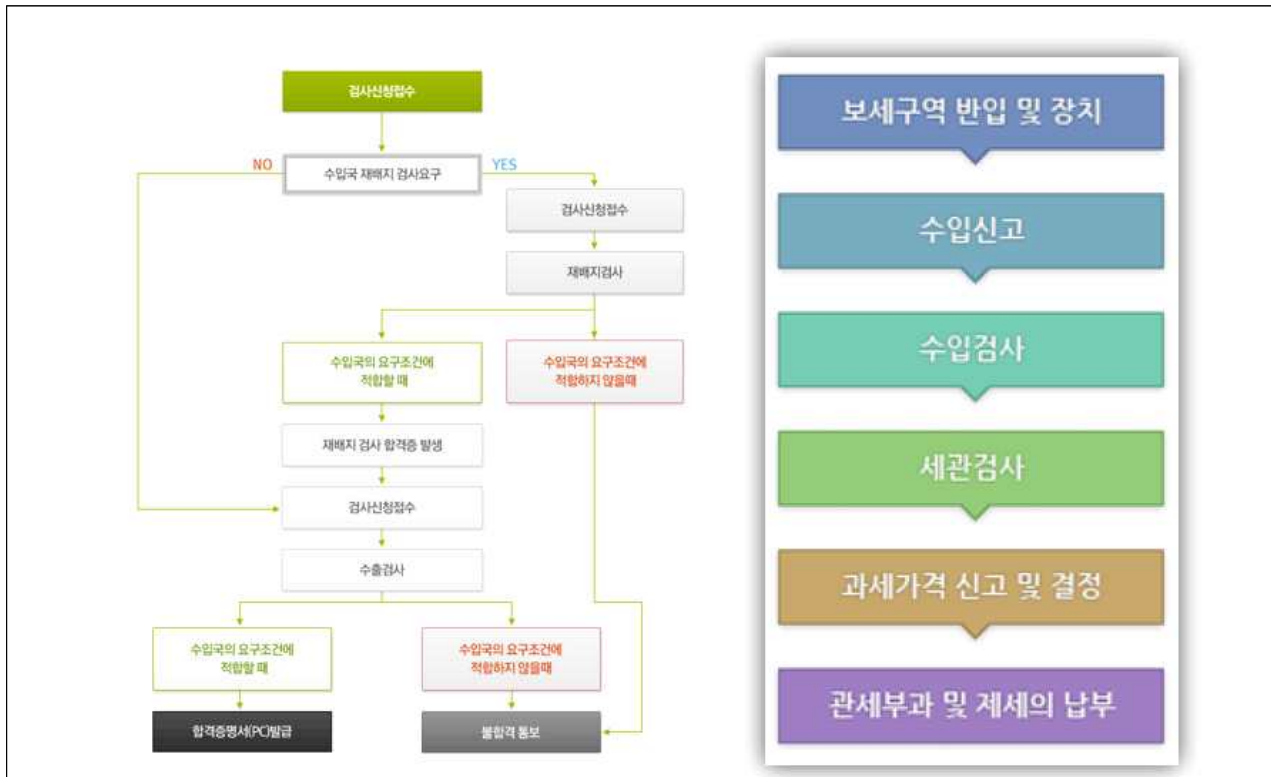 검사신청접수
NO
수입국 재배지 검사요구
YES
검사신청접수
재배지검사
수입국의 요구조건에
적합할 때
수입국의 요구조건에
적합하지 않을때
재배지 검사 합격증 발생
검사신청접수
수출검사
수입국의 요구조건에
적합할 때
수입국의 요구조건에
적합하지 않을때
합격증명서(PC)발급
불합격 통보
보세구역 반입 및 장치
수입신고
수입검사
세관검사
과세가격 신고 및 결정
관세부과 및 제세의 납부